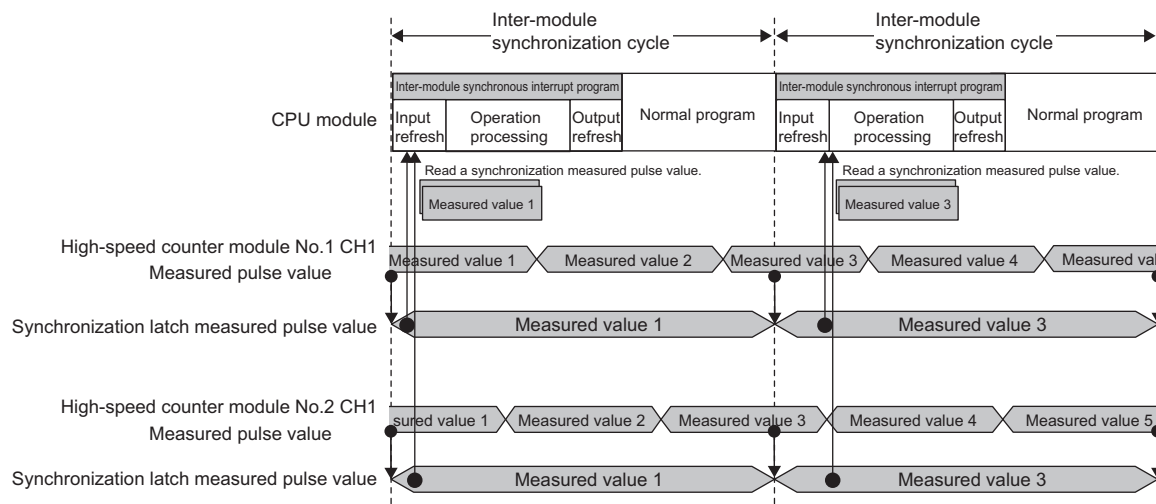 Inter-module
synchronization cycle
Inter-module
synchronization cycle
CPU module
Inter-module synchronous interrupt program
Input
refresh
Operation
processing
Output
refresh
Normal program
Inter-module synchronous interrupt program
Input
refresh
Operation
processing
Output
refresh
Normal program
Read a synchronization measured pulse value.
Measured value 1
Read a synchronization measured pulse value.
Measured value 3
High-speed counter module No.1 CH1
Measured pulse value
Measured value 1
Measured value 2
Measured value 3
Measured value 4
Measured val
Synchronization latch measured pulse value
Measured value 1
Measured value 3
High-speed counter module No.2 CH1
Measured pulse value
sured value 1
Measured value 2
Measured value 3
Measured value 4
Measured value 5
Synchronization latch measured pulse value
Measured value 1
Measured value 3